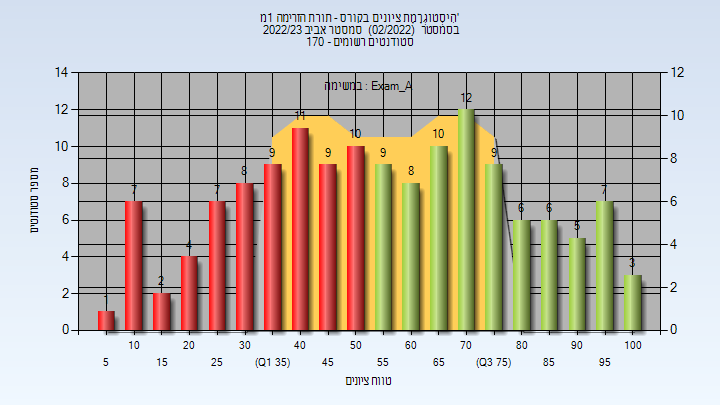 היסטוגרמת ציונים בקורס - תורת הזרימה 1מ'
בסמסטר (02/2022) סמסטר אביב 2022/23
סטודנטים רשומים - 170
במשימה : Exam_A
14 12 10 8 6 4 2 0
מספר סטודנטים
12 10 8 6 4 2 0
1 7 2 4 7 8 9 11 9 10 9 8 10 12 9 6 6 5 7 3
10 20 30 40 50 60 70 80 90 100
5 15 25 (Q1 35) 45 55 65 (Q3 75) 85 95
טווח ציונים